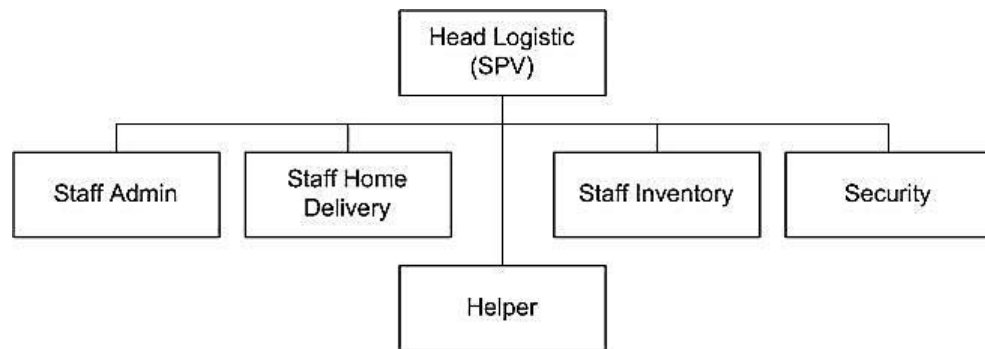 Head Logistic
(SPV)
Staff Admin
Staff Home
Delivery
Staff Inventory
Security
Helper